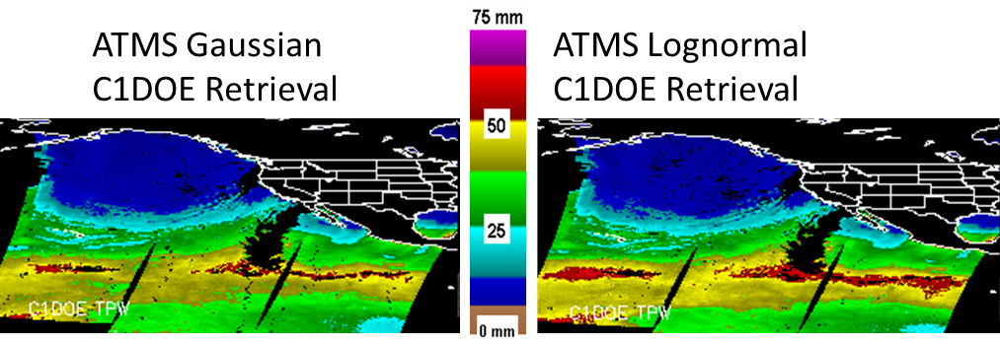 ATMS Gaussian
C1DOE Retrieval
75 mm
50
25
0 mm
ATMS Lognormal
C1DOE Retrieval
C1DOE TPW
C1DOE TPW